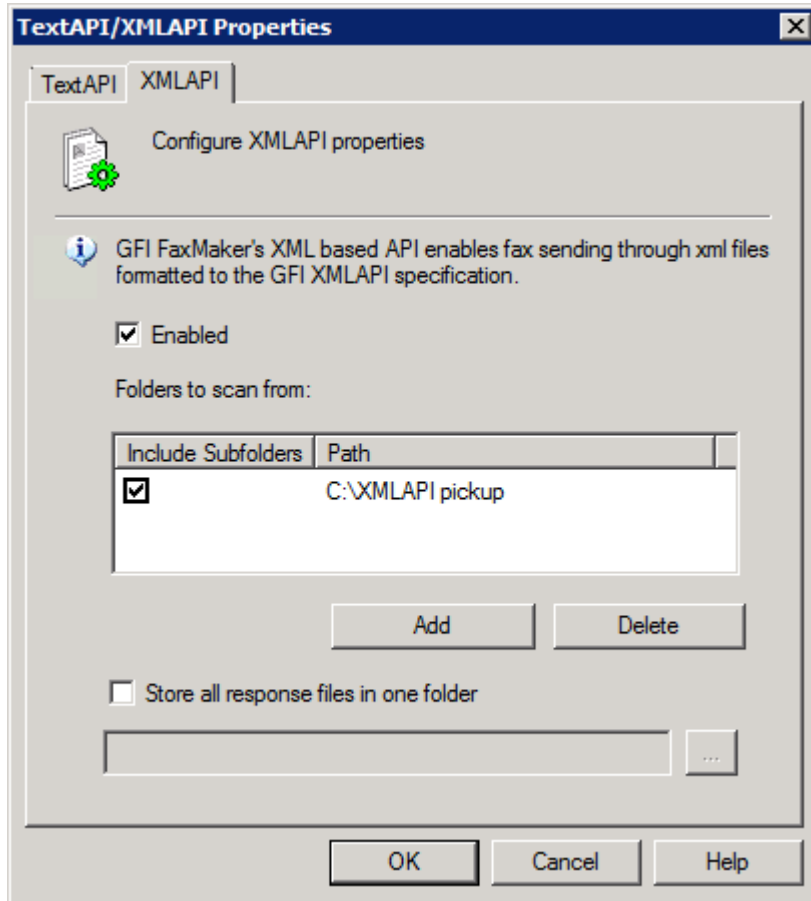 TextAPI/XMLAPI Properties
TextAPI XMLAPI
Configure XMLAPI properties
GFI FaxMaker's XML based API enables fax sending through xml files
formatted to the GFI XMLAPI specification.
Enabled
Folders to scan from:
Include Subfolders Path
C:\XMLAPI pickup
Add Delete
Store all response files in one folder
...
OK Cancel Help